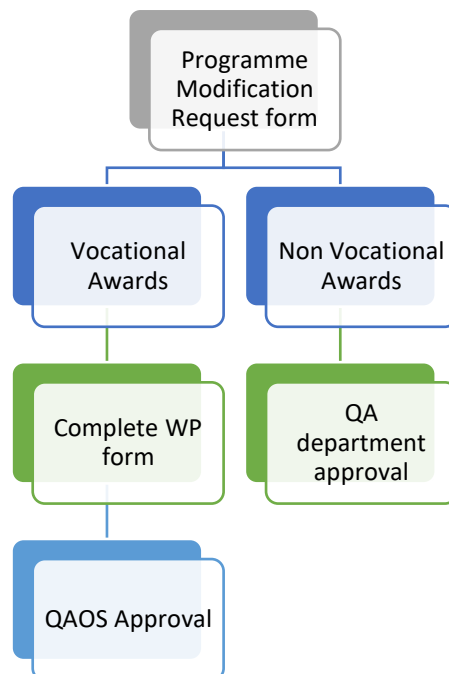 Programme
Modification
Request form
Vocational
Awards
Non Vocational
Awards
Complete WP
form
QA
department
approval
QAOS Approval